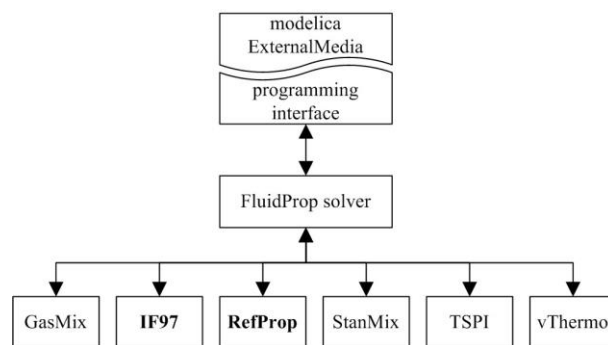 modelica
ExternalMedia
programming
interface
FluidProp solver
GasMix
IF97
RefProp
StanMix
TSPI
vThermo